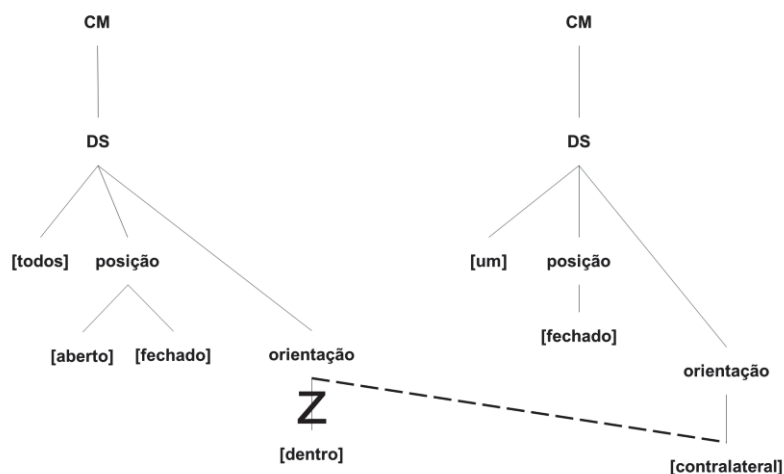 CM CM
DS DS
[todos] posição [um] posição
[aberto] [fechado] orientação [fechado]
orientação
Z
[dentro] [contralateral]